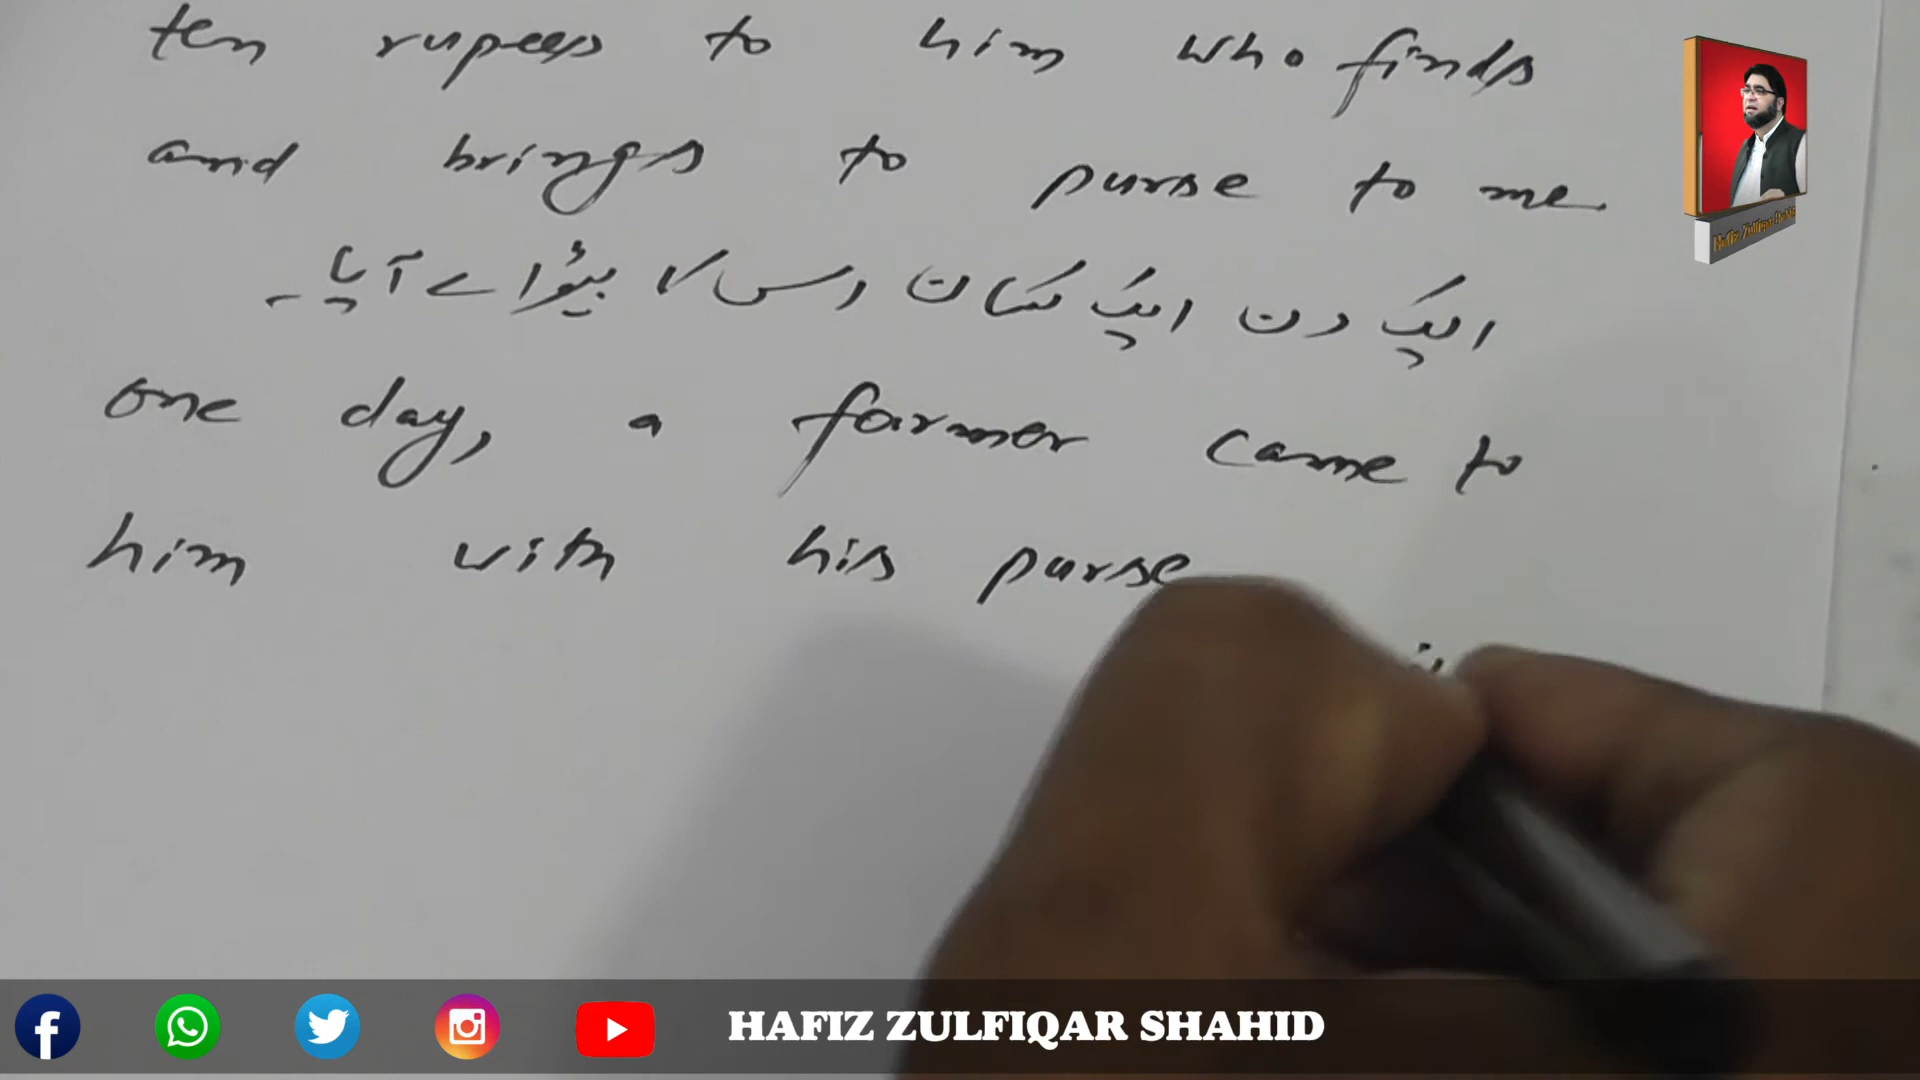 ten rupees to him who finds
and brings to purse to me.
ایک دن ایک کسان اس کا بٹوا لے آیا۔
one day, a farmer came to
him with his purse
HAFIZ ZULFIQAR SHAHID